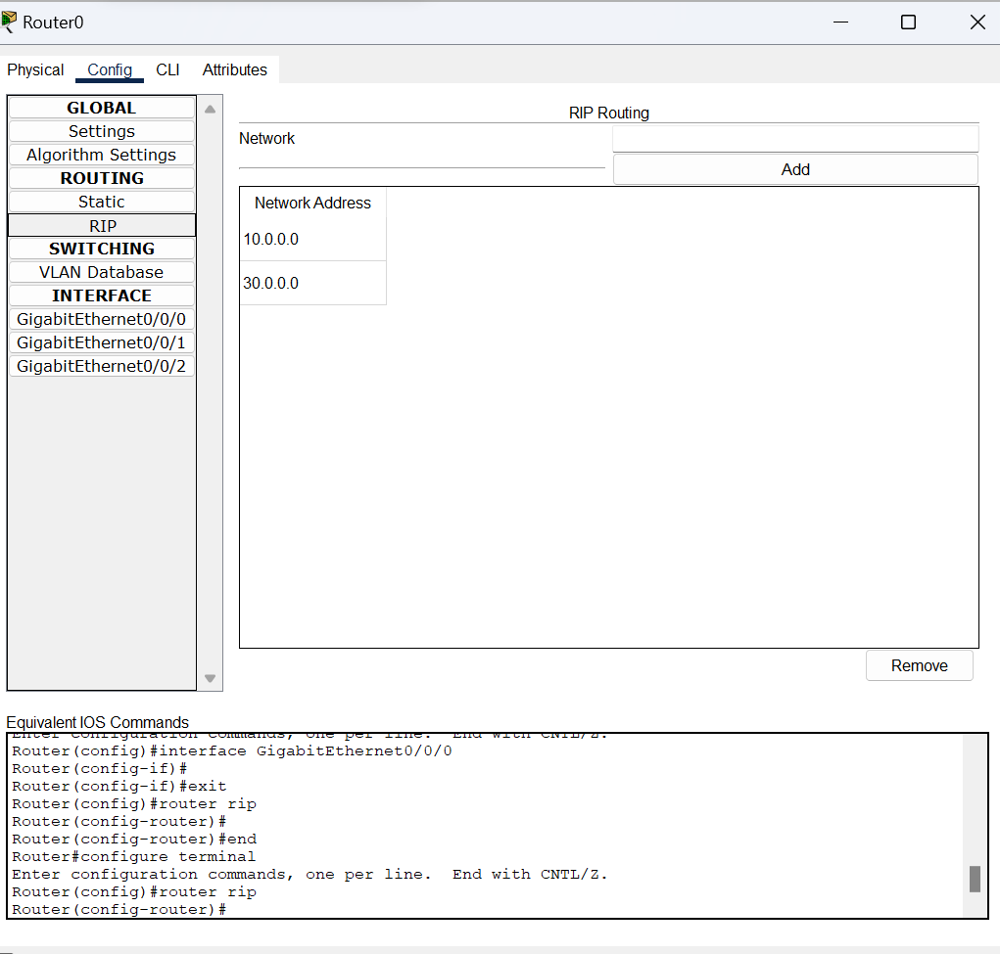 Router0
Physical Config CLI Attributes
GLOBAL
Settings
Algorithm Settings
ROUTING
Static
RIP
SWITCHING
VLAN Database
INTERFACE
GigabitEthernet0/0/0
GigabitEthernet0/0/1
GigabitEthernet0/0/2
RIP Routing
Network
Add
Network Address
10.0.0.0
30.0.0.0
Remove
Equivalent IOS Commands
Enter configuration commands, one per line.  End with CNTL/Z.
Router(config)#interface GigabitEthernet0/0/0
Router(config-if)#
Router(config-if)#exit
Router(config)#router rip
Router(config-router)#
Router(config-router)#end
Router#configure terminal
Enter configuration commands, one per line.  End with CNTL/Z.
Router(config)#router rip
Router(config-router)#